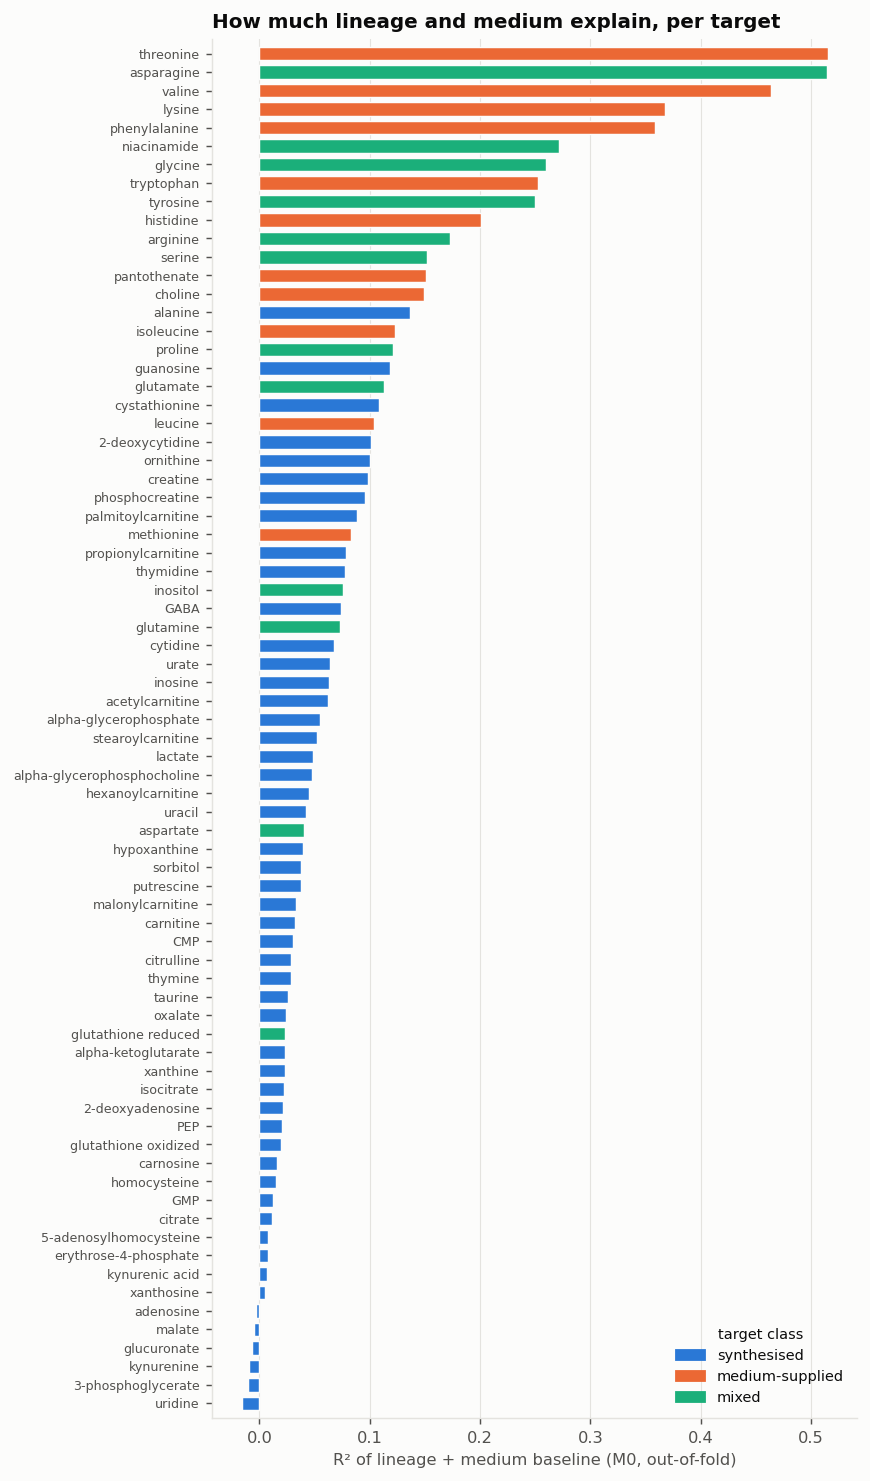 How much lineage and medium explain, per target
threonine
asparagine
valine
lysine
phenylalanine
niacinamide
glycine
tryptophan
tyrosine
histidine
arginine
serine
pantothenate
choline
alanine
isoleucine
proline
guanosine
glutamate
cystathionine
leucine
2-deoxycytidine
ornithine
creatine
phosphocreatine
palmitoylcarnitine
methionine
propionylcarnitine
thymidine
inositol
GABA
glutamine
cytidine
urate
inosine
acetylcarnitine
alpha-glycerophosphate
stearoylcarnitine
lactate
alpha-glycerophosphocholine
hexanoylcarnitine
uracil
aspartate
hypoxanthine
sorbitol
putrescine
malonylcarnitine
carnitine
CMP
citrulline
thymine
taurine
oxalate
glutathione reduced
alpha-ketoglutarate
xanthine
isocitrate
2-deoxyadenosine
PEP
glutathione oxidized
carnosine
homocysteine
GMP
citrate
5-adenosylhomocysteine
erythrose-4-phosphate
kynurenic acid
xanthosine
adenosine
malate
glucuronate
kynurenine
3-phosphoglycerate
uridine
target class
synthesised
medium-supplied
mixed
0.0 0.1 0.2 0.3 0.4 0.5
R² of lineage + medium baseline (M0, out-of-fold)